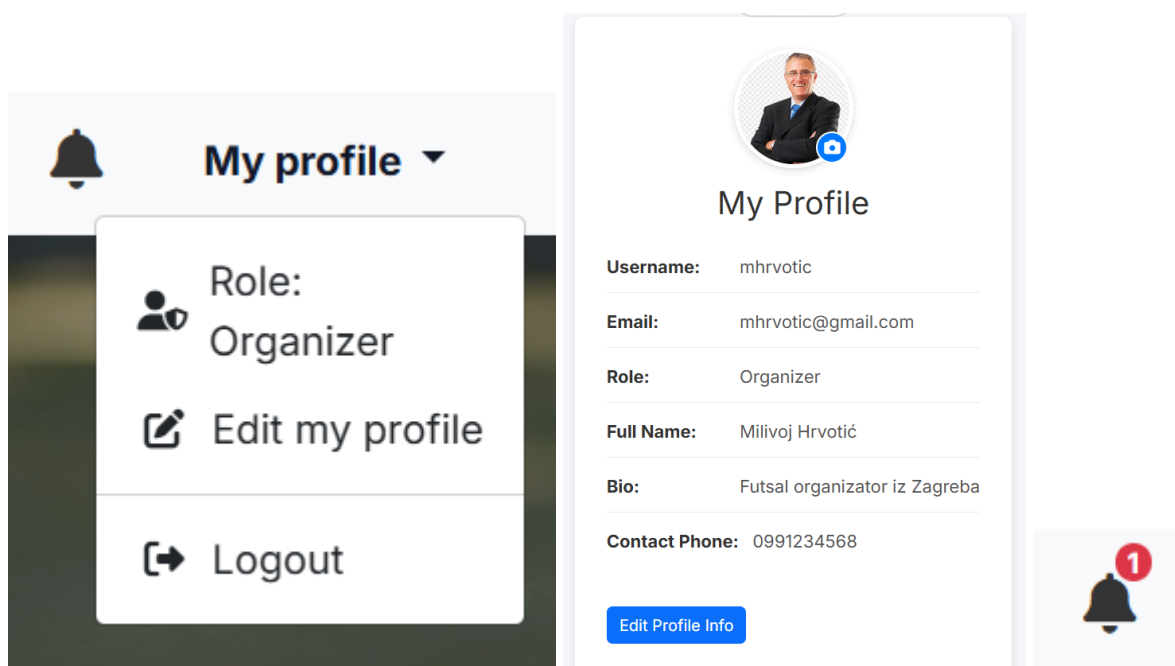 My profile
Role:
Organizer
Edit my profile
Logout
My Profile
Username: mhrvotic
Email: mhrvotic@gmail.com
Role: Organizer
Full Name: Milivoj Hrvotić
Bio: Futsal organizator iz Zagreba
Contact Phone: 0991234568
Edit Profile Info
1